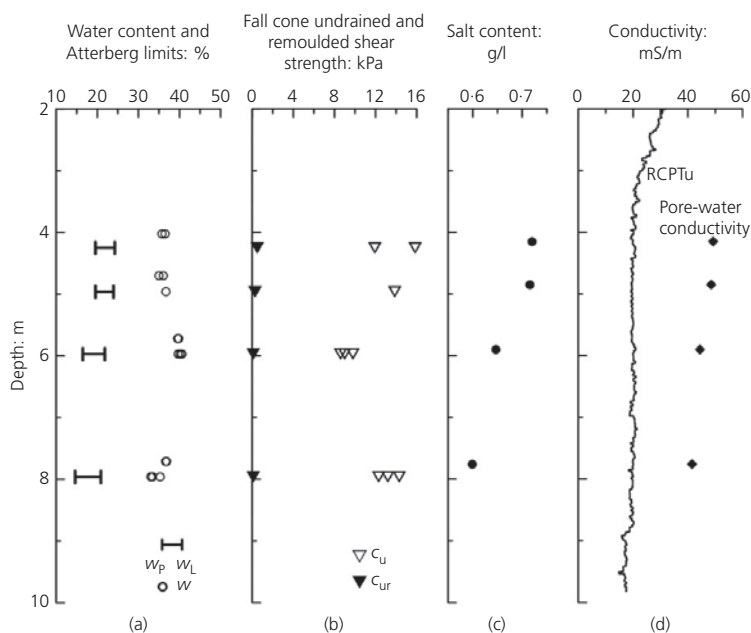 Water content and
Atterberg limits: %
Fall cone undrained and
remoulded shear
strength: kPa
Salt content:
g/l
Conductivity:
mS/m
10 20 30 40 50
0 4 8 12 16
0·6 0·7
0 20 40 60
2
4
6
8
10
Depth: m
RCPTu
Pore-water
conductivity
wP wL
w
cu
cur
(a) (b) (c) (d)